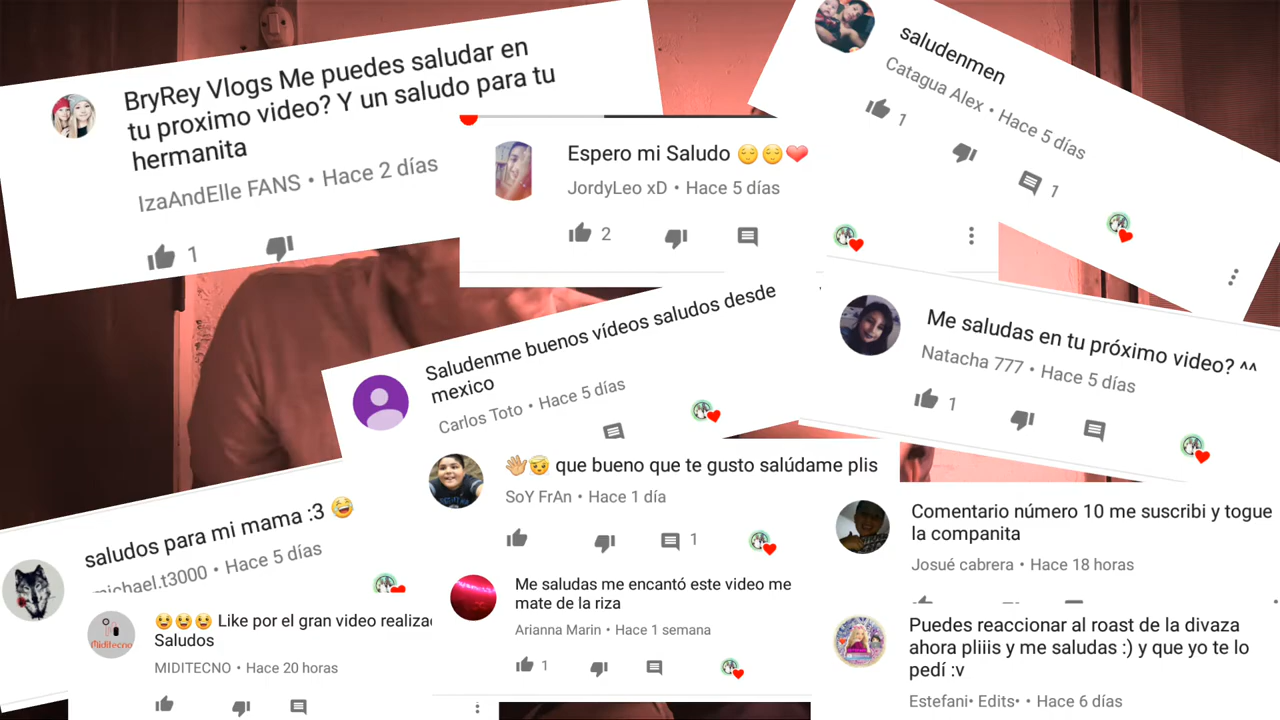 BryRey Vlogs Me puedes saludar en
tu proximo video? Y un saludo para tu
hermanita
IzaAndElle FANS • Hace 2 días
1
Espero mi Saludo 😌😌❤
JordyLeo xD • Hace 5 días
2
saludenmen
Catagua Alex • Hace 5 días
1
1
Saludenme buenos vídeos saludos desde
mexico
Carlos Toto • Hace 5 días
Me saludas en tu próximo video? ^^
Natacha 777 • Hace 5 días
1
👋😇 que bueno que te gusto salúdame plis
SoY FrAn • Hace 1 día
1
Comentario número 10 me suscribi y togue
la companita
Josué cabrera • Hace 18 horas
saludos para mi mama :3 😂
michael.t3000 • Hace 5 días
Miditecno
😆😆😆 Like por el gran video realizad
Saludos
MIDITECNO • Hace 20 horas
Me saludas me encantó este video me
mate de la riza
Arianna Marin • Hace 1 semana
1
Puedes reaccionar al roast de la divaza
ahora pliiis y me saludas :) y que yo te lo
pedí :v
Estefani• Edits• • Hace 6 días